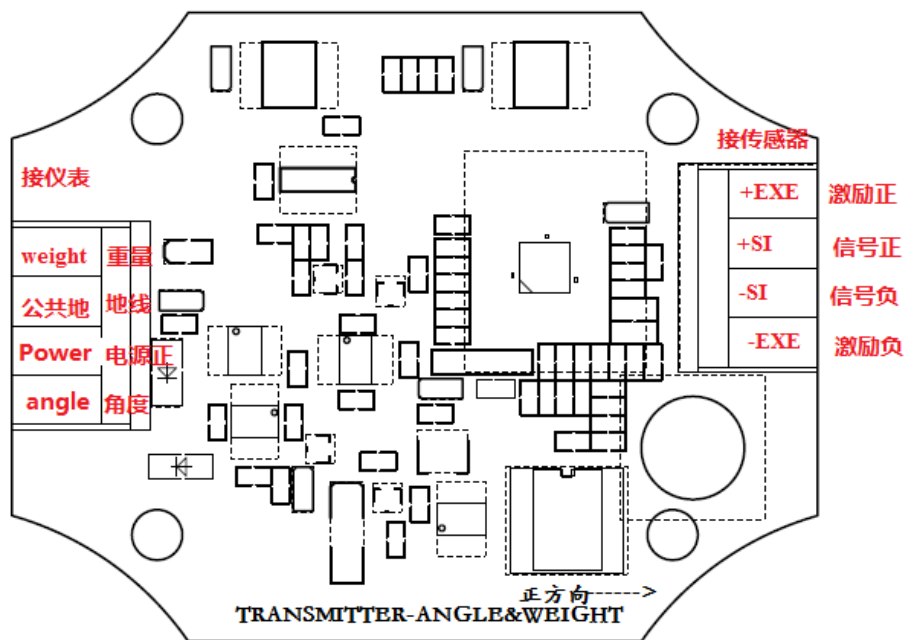 接传感器
接仪表
+EXE 激励正
+SI 信号正
-SI 信号负
-EXE 激励负
weight 重量
公共地 地线
Power 电源正
angle 角度
正方向----->
TRANSMITTER-ANGLE&WEIGHT